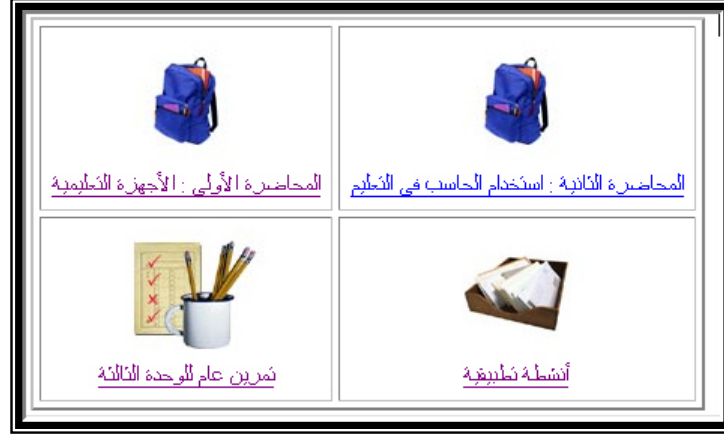 المحاضرة الأولى : الأجهزة التعليمية
المحاضرة الثانية : استخدام الحاسب في التعليم
تمرين عام للوحدة الثالثة
أنشطة تطبيقية